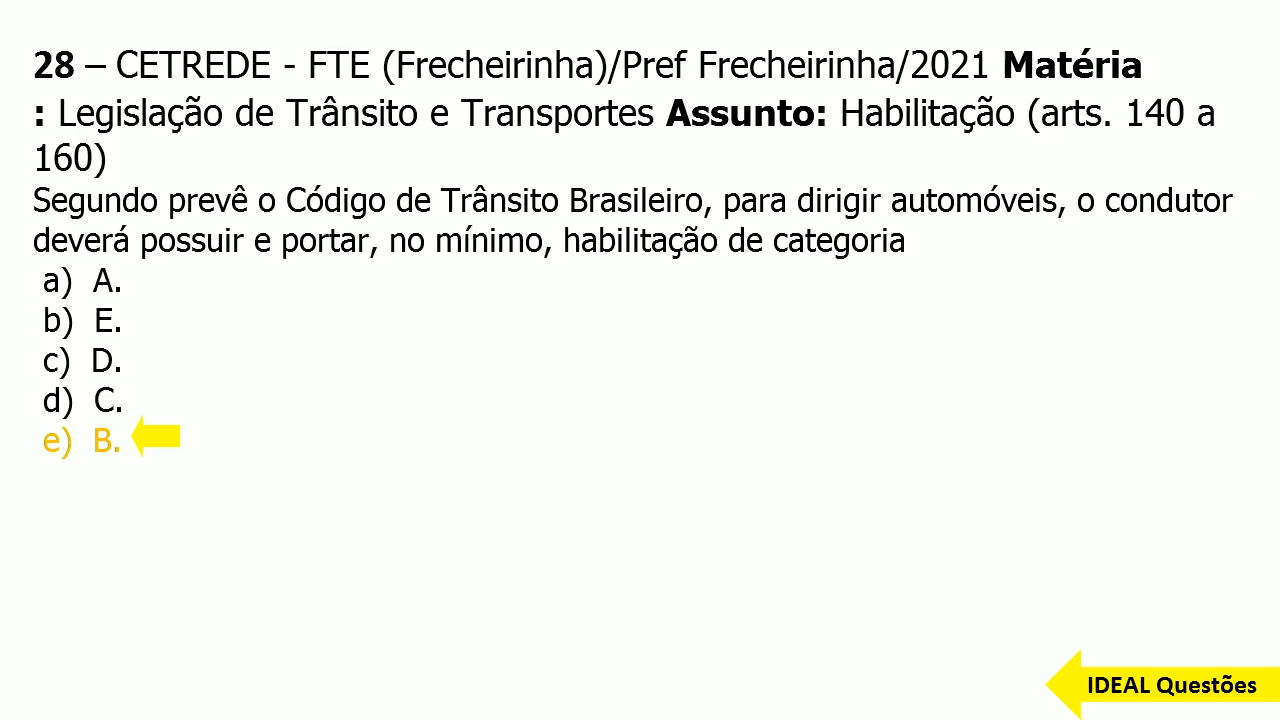 28 – CETREDE - FTE (Frecheirinha)/Pref Frecheirinha/2021 Matéria
: Legislação de Trânsito e Transportes Assunto: Habilitação (arts. 140 a
160)
Segundo prevê o Código de Trânsito Brasileiro, para dirigir automóveis, o condutor
deverá possuir e portar, no mínimo, habilitação de categoria
a) A.
b) E.
c) D.
d) C.
e) B.
IDEAL Questões